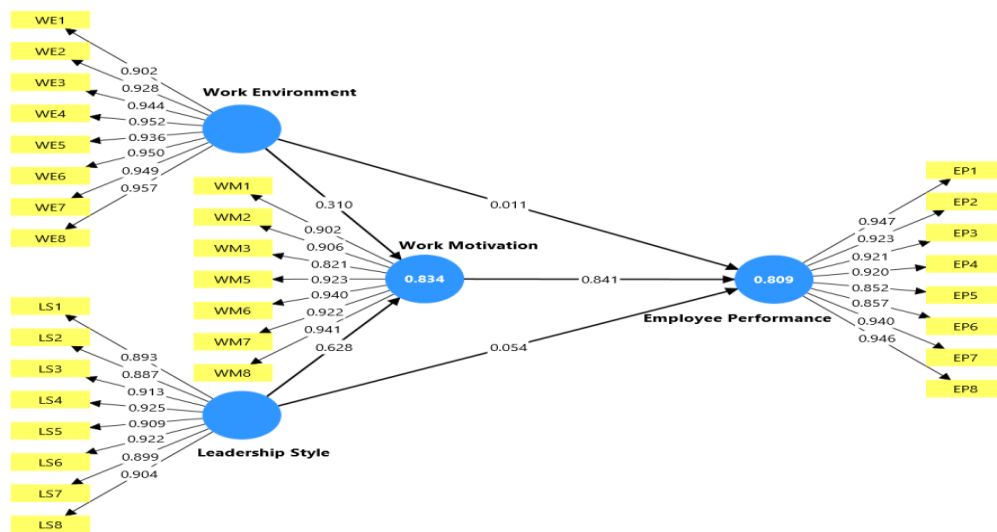 WE1
WE2
WE3
WE4
WE5
WE6
WE7
WE8
0.902
0.928
0.944
0.952
0.936
0.950
0.949
0.957
Work Environment
WM1
WM2
WM3
WM5
WM6
WM7
WM8
0.310
0.902
0.906
0.821
0.923
0.940
0.922
0.941
0.628
Work Motivation
0.834
0.011
0.841
0.054
LS1
LS2
LS3
LS4
LS5
LS6
LS7
LS8
0.893
0.887
0.913
0.925
0.909
0.922
0.899
0.904
Leadership Style
0.809
Employee Performance
0.947
0.923
0.921
0.920
0.852
0.857
0.940
0.946
EP1
EP2
EP3
EP4
EP5
EP6
EP7
EP8